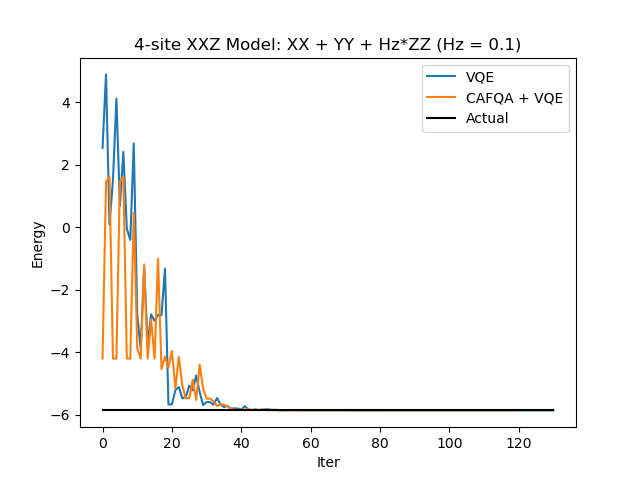 4-site XXZ Model: XX + YY + Hz*ZZ (Hz = 0.1)
VQE
CAFQA + VQE
Actual
Energy
4
2
0
−2
−4
−6
0 20 40 60 80 100 120
Iter